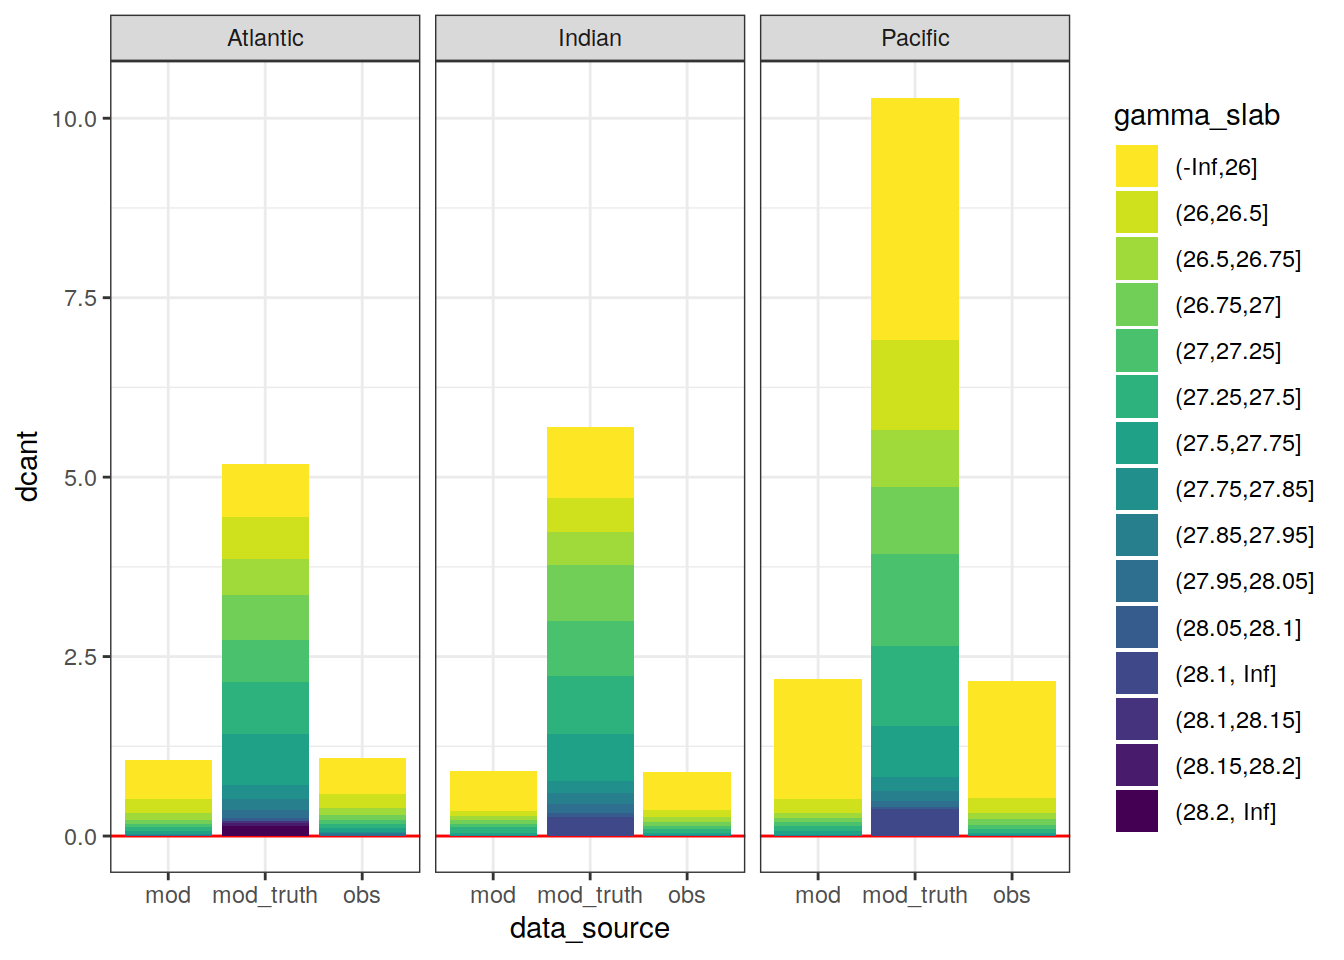 Atlantic
Indian
Pacific
10.0
7.5
5.0
2.5
0.0
dcant
mod mod_truth obs
mod mod_truth obs
mod mod_truth obs
data_source
gamma_slab
(-Inf,26]
(26,26.5]
(26.5,26.75]
(26.75,27]
(27,27.25]
(27.25,27.5]
(27.5,27.75]
(27.75,27.85]
(27.85,27.95]
(27.95,28.05]
(28.05,28.1]
(28.1, Inf]
(28.1,28.15]
(28.15,28.2]
(28.2, Inf]